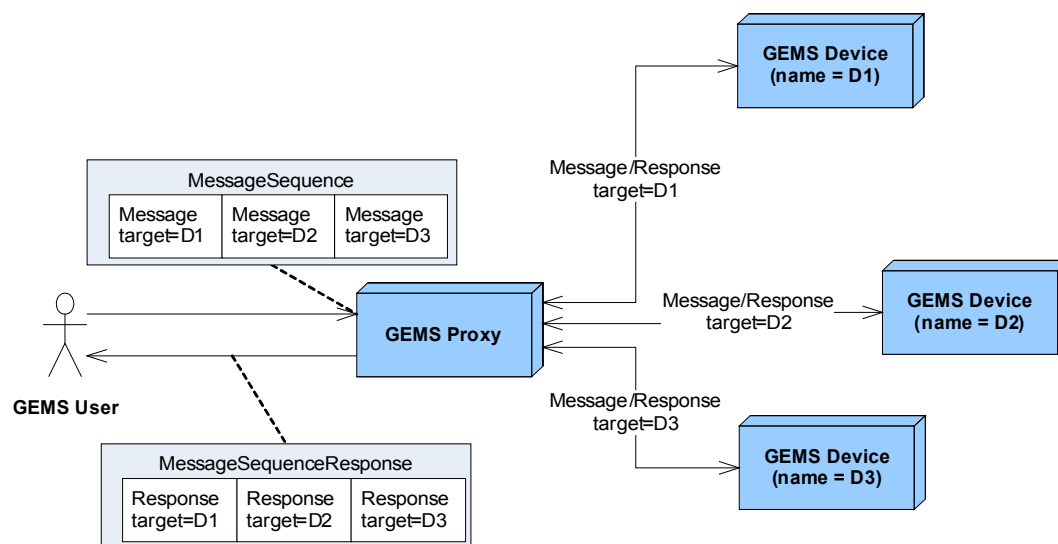 GEMS Device
(name = D1)
Message/Response
target=D1
MessageSequence
Message
target=D1
Message
target=D2
Message
target=D3
GEMS Proxy
Message/Response
target=D2
GEMS Device
(name = D2)
GEMS User
Message/Response
target=D3
GEMS Device
(name = D3)
MessageSequenceResponse
Response
target=D1
Response
target=D2
Response
target=D3